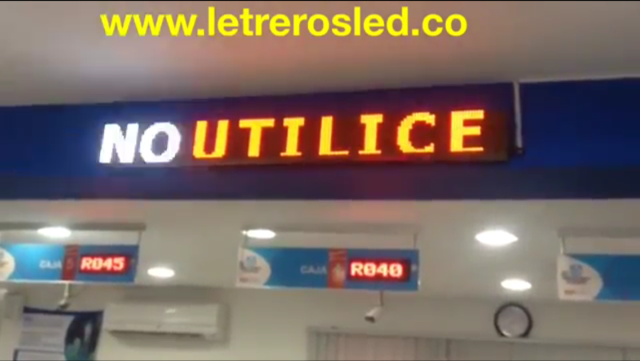 www.letrerosled.co
NO UTILICE
CAJA R045
CAJA R040